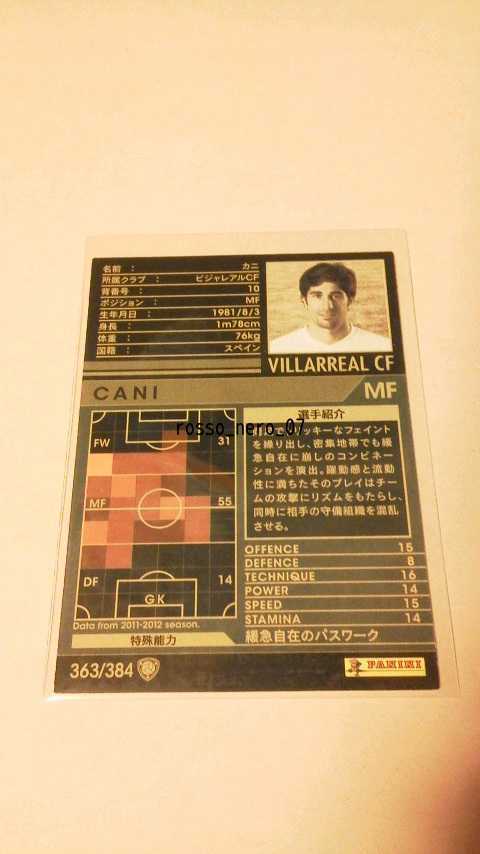 名前 : カニ
所属クラブ : ビジャレアルCF
背番号 : 10
ポジション : MF
生年月日 : 1981/8/3
身長 : 1m78cm
体重 : 76kg
国籍 : スペイン
VILLARREAL CF
CANI
MF
rosso_nero_07
FW 31
MF 55
DF 14
GK
Data from 2011-2012 season.
選手紹介
リッキーなフェイント
を繰り出し、密集地帯でも緩
急自在に崩しのコンビネー
ションを演出。躍動感と流動
性に満ちたそのプレイはチー
ムの攻撃にリズムをもたらし、
同時に相手の守備組織を混乱
させる。
OFFENCE 15
DEFENCE 8
TECHNIQUE 16
POWER 14
SPEED 15
STAMINA 14
特殊能力
緩急自在のパスワーク
363/384
PANINI